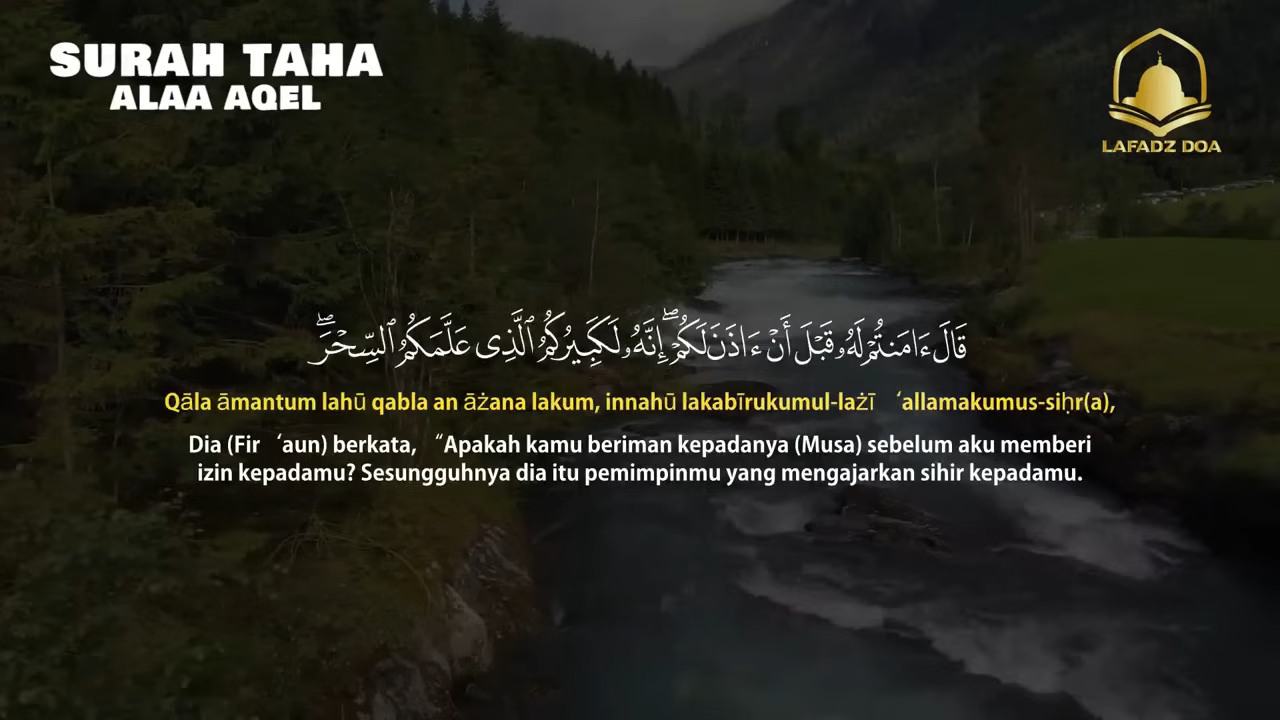 SURAH TAHA
ALAA AQEL
LAFADZ DOA
قَالَ ءَامَنتُمْ لَهُۥ قَبْلَ أَنْ ءَاذَنَ لَكُمْ ۖ إِنَّهُۥ لَكَبِيرُكُمُ ٱلَّذِى عَلَّمَكُمُ ٱلسِّحْرَ ۖ
Qāla āmantum lahū qabla an āżana lakum, innahū lakabīrukumul-lażī ‘allamakumus-siḥr(a),
Dia (Fir ‘aun) berkata, “Apakah kamu beriman kepadanya (Musa) sebelum aku memberi
izin kepadamu? Sesungguhnya dia itu pemimpinmu yang mengajarkan sihir kepadamu.